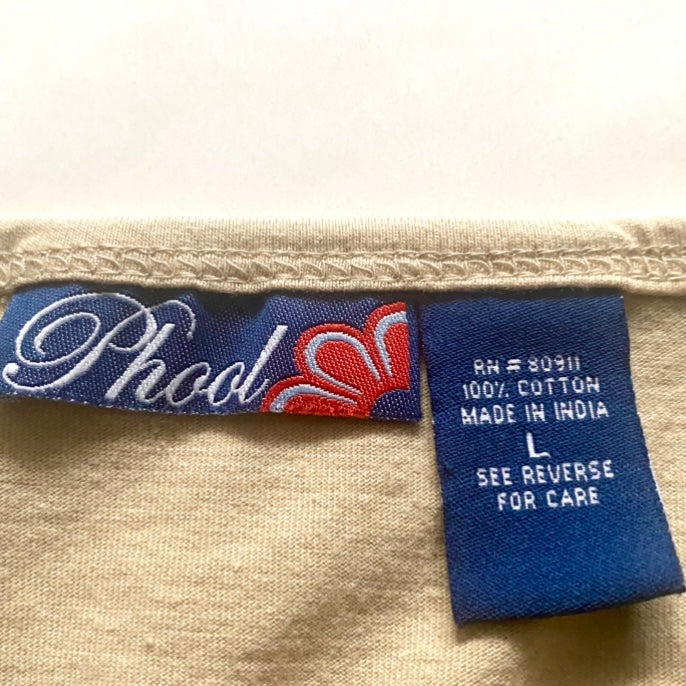 Phool
RN # 80911
100% COTTON
MADE IN INDIA
L
SEE REVERSE
FOR CARE